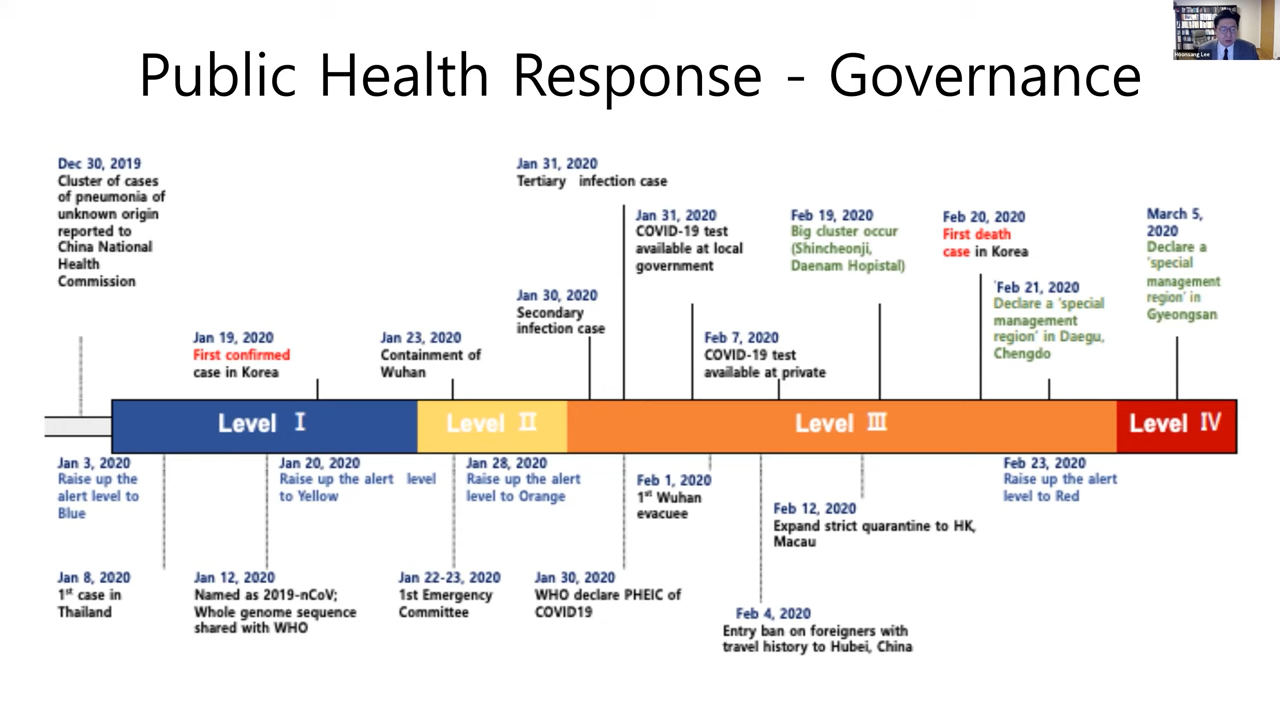 Hoonsang Lee
Public Health Response - Governance
Dec 30, 2019
Cluster of cases
of pneumonia of
unknown origin
reported to
China National
Health
Commission
Jan 19, 2020
First confirmed
case in Korea
Jan 23, 2020
Containment of
Wuhan
Jan 30, 2020
Secondary
infection case
Jan 31, 2020
Tertiary infection case
Jan 31, 2020
COVID-19 test
available at local
government
Feb 7, 2020
COVID-19 test
available at private
Feb 19, 2020
Big cluster occur
(Shincheonji,
Daenam Hopistal)
Feb 20, 2020
First death
case in Korea
'Feb 21, 2020
Declare a 'special
management
region' in Daegu,
Chengdo
March 5,
2020
Declare a
'special
management
region' in
Gyeongsan
Level I
Level II
Level III
Level IV
Jan 3, 2020
Raise up the
alert level to
Blue
Jan 20, 2020
Raise up the alert level
to Yellow
Jan 28, 2020
Raise up the alert
level to Orange
Feb 1, 2020
1st Wuhan
evacuee
Feb 12, 2020
Expand strict quarantine to HK,
Macau
Feb 23, 2020
Raise up the alert
level to Red
Jan 8, 2020
1st case in
Thailand
Jan 12, 2020
Named as 2019-nCoV;
Whole genome sequence
shared with WHO
Jan 22-23, 2020
1st Emergency
Committee
Jan 30, 2020
WHO declare PHEIC of
COVID19
Feb 4, 2020
Entry ban on foreigners with
travel history to Hubei, China